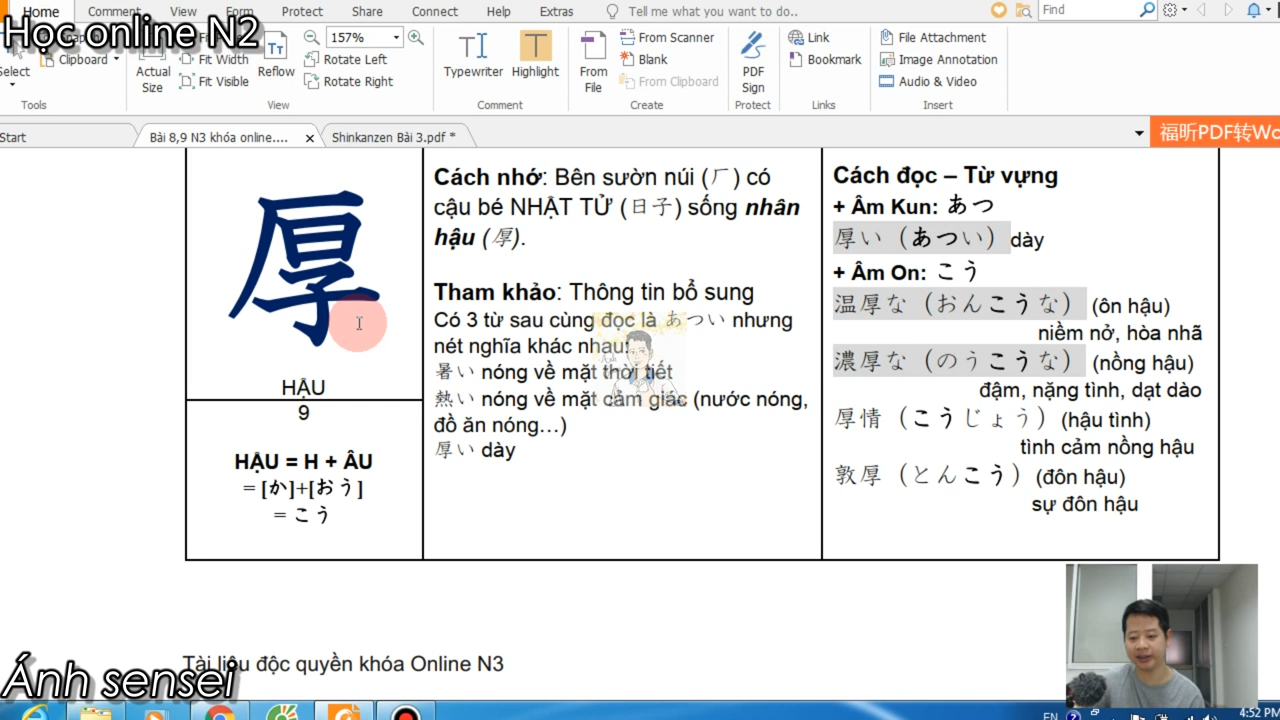 Home Comment View Form Protect Share Connect Help Extras Tell me what you want to do.. Find
Học online N2
Select
Clipboard
Tools
Actual Size
Fit Width
Fit Visible
Reflow
157%
Rotate Left
Rotate Right
View
Typewriter
Highlight
Comment
From File
From Scanner
Blank
From Clipboard
Create
PDF Sign
Protect
Link
Bookmark
Links
File Attachment
Image Annotation
Audio & Video
Insert
Start
Bài 8,9 N3 khóa online....
Shinkanzen Bài 3.pdf *
福昕PDF转Wo
厚
HẬU
9
HẬU = H + ÂU
= [か]+[おう]
= こう
Cách nhớ: Bên sườn núi (厂) có
cậu bé NHẬT TỬ (日子) sống nhân
hậu (厚).
Tham khảo: Thông tin bổ sung
Có 3 từ sau cùng đọc là あつい nhưng
nét nghĩa khác nhau:
暑い nóng về mặt thời tiết
熱い nóng về mặt cảm giác (nước nóng,
đồ ăn nóng…)
厚い dày
Cách đọc – Từ vựng
+ Âm Kun: あつ
厚い（あつい）dày
+ Âm On: こう
温厚な（おんこうな）(ôn hậu)
niềm nở, hòa nhã
濃厚な（のうこうな）(nồng hậu)
đậm, nặng tình, dạt dào
厚情（こうじょう）(hậu tình)
tình cảm nồng hậu
敦厚（とんこう）(đôn hậu)
sự đôn hậu
Tài liệu độc quyền khóa Online N3
Ánh sensei
EN
4:52 PM